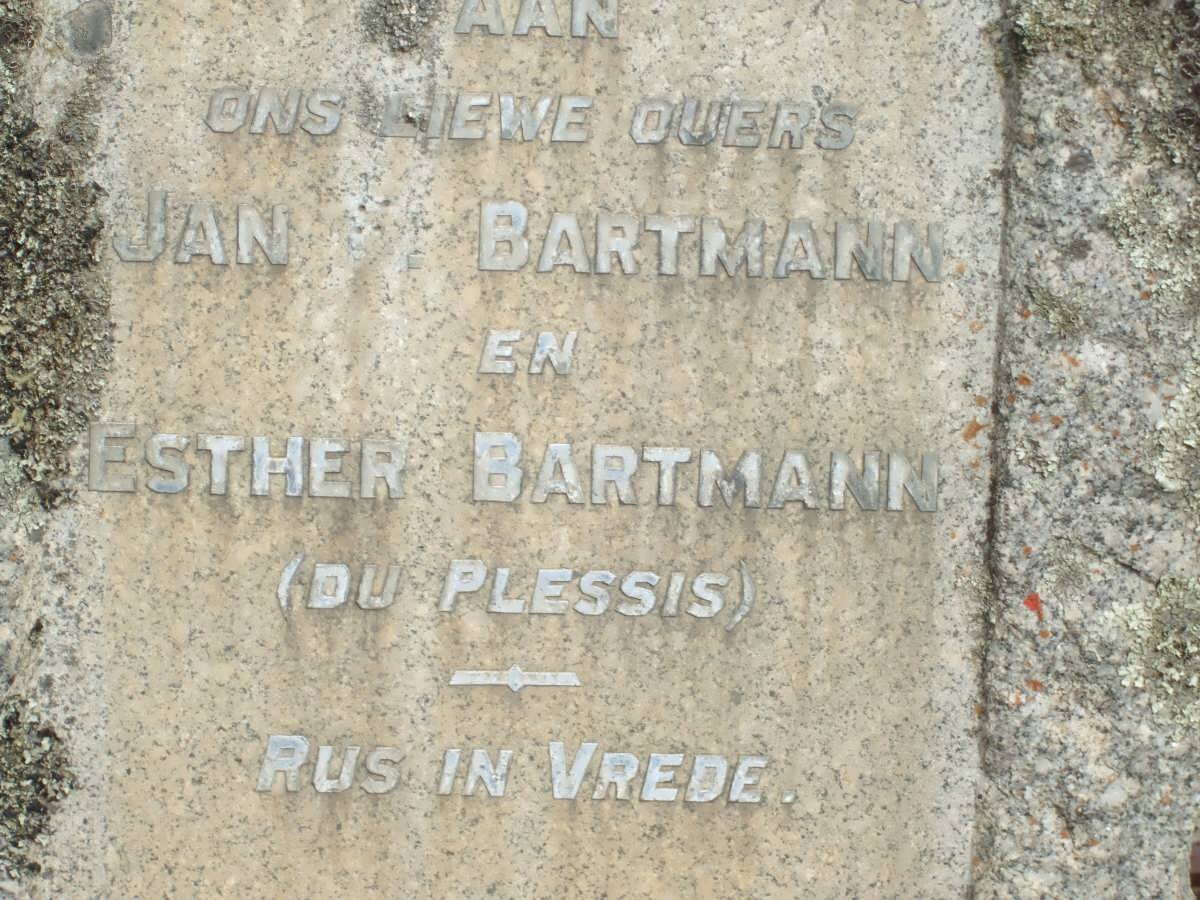 AAN
ONS LIEWE OUERS
JAN BARTMANN
EN
ESTHER BARTMANN
(DU PLESSIS)
RUS IN VREDE.